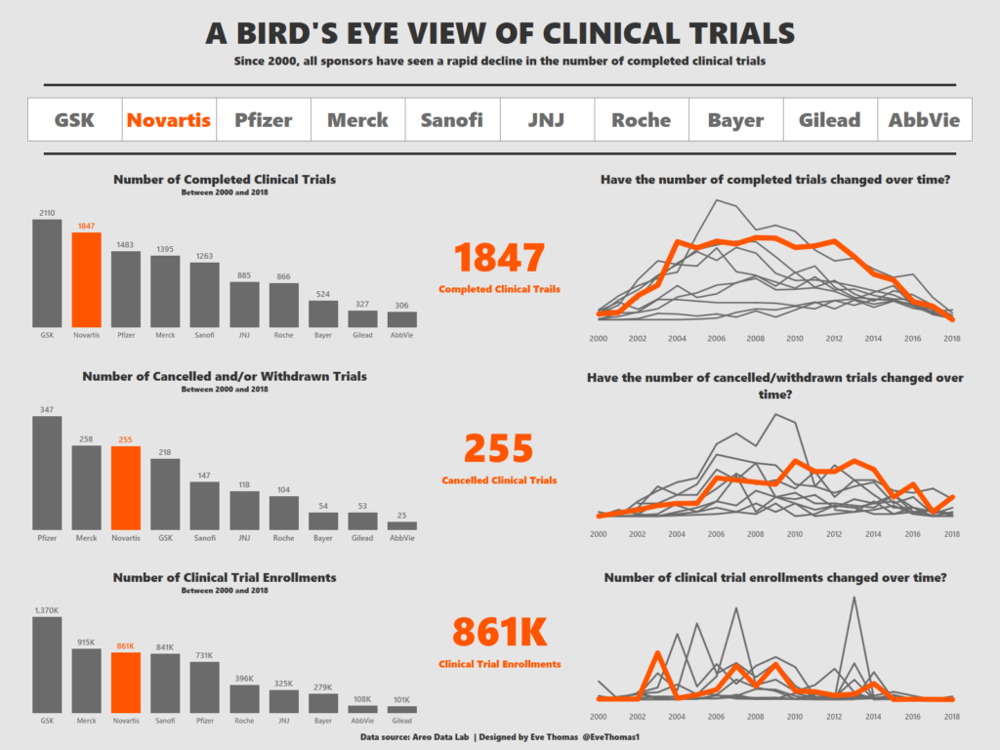 A BIRD'S EYE VIEW OF CLINICAL TRIALS
Since 2000, all sponsors have seen a rapid decline in the number of completed clinical trials
GSK Novartis Pfizer Merck Sanofi JNJ Roche Bayer Gilead AbbVie
Number of Completed Clinical Trials
Between 2000 and 2018
2110 1847 1483 1395 1263 885 866 524 327 306
GSK Novartis Pfizer Merck Sanofi JNJ Roche Bayer Gilead AbbVie
1847
Completed Clinical Trails
Have the number of completed trials changed over time?
2000 2002 2004 2006 2008 2010 2012 2014 2016 2018
Number of Cancelled and/or Withdrawn Trials
Between 2000 and 2018
347 258 255 218 147 118 104 54 53 25
Pfizer Merck Novartis GSK Sanofi JNJ Roche Bayer Gilead AbbVie
255
Cancelled Clinical Trials
Have the number of cancelled/withdrawn trials changed over
time?
2000 2002 2004 2006 2008 2010 2012 2014 2016 2018
Number of Clinical Trial Enrollments
Between 2000 and 2018
1,370K 915K 861K 841K 731K 396K 325K 279K 108K 101K
GSK Merck Novartis Sanofi Pfizer Roche JNJ Bayer AbbVie Gilead
861K
Clinical Trial Enrollments
Number of clinical trial enrollments changed over time?
2000 2002 2004 2006 2008 2010 2012 2014 2016 2018
Data source: Areo Data Lab | Designed by Eve Thomas @EveThomas1